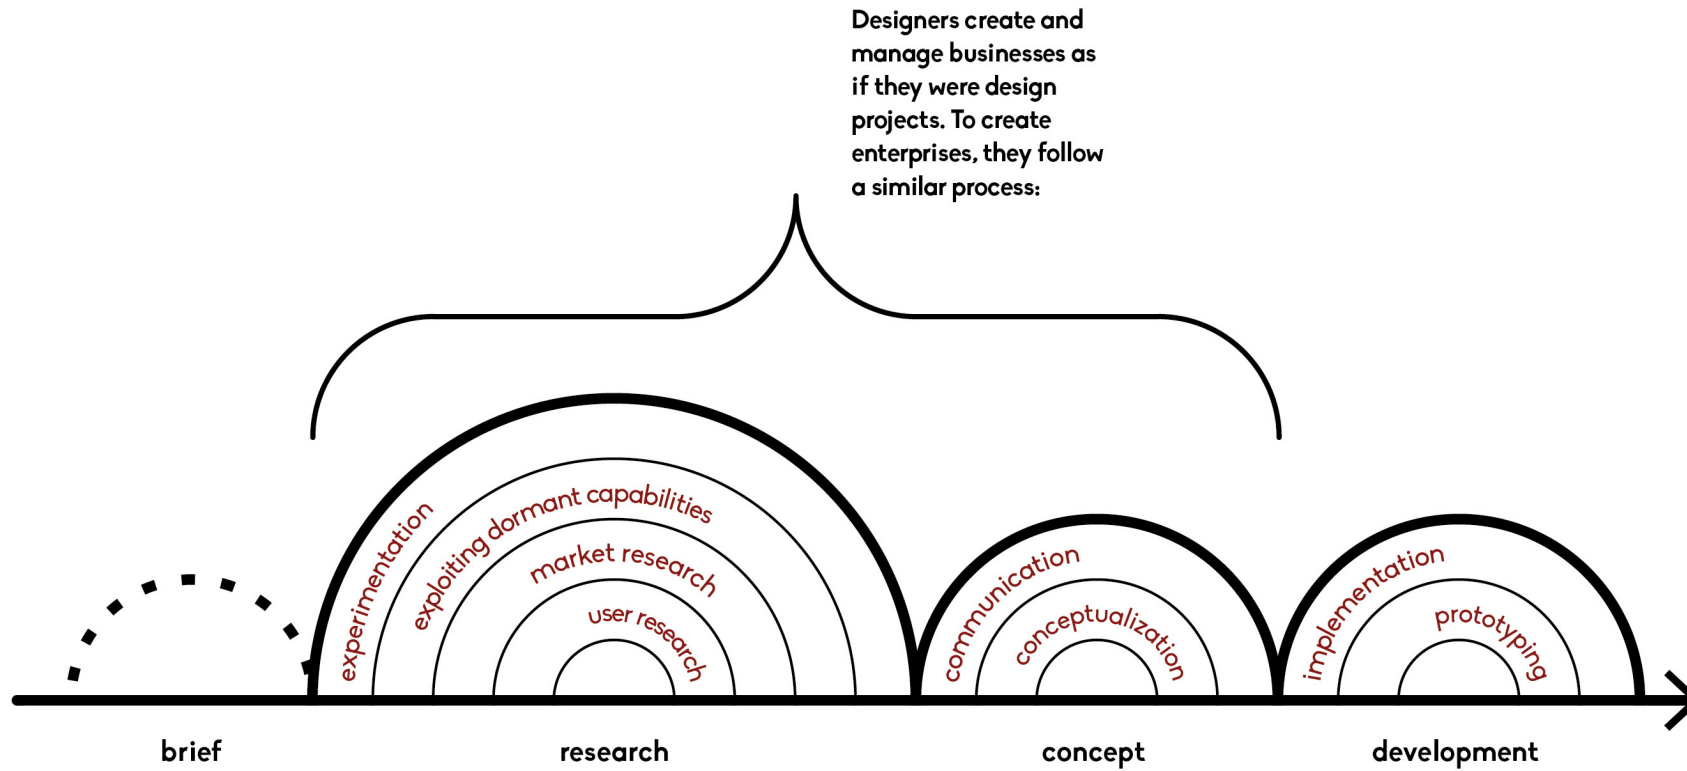 Designers create and
manage businesses as
if they were design
projects. To create
enterprises, they follow
a similar process:
experimentation
exploiting dormant capabilities
market research
user research
communication
conceptualization
implementation
prototyping
brief
research
concept
development